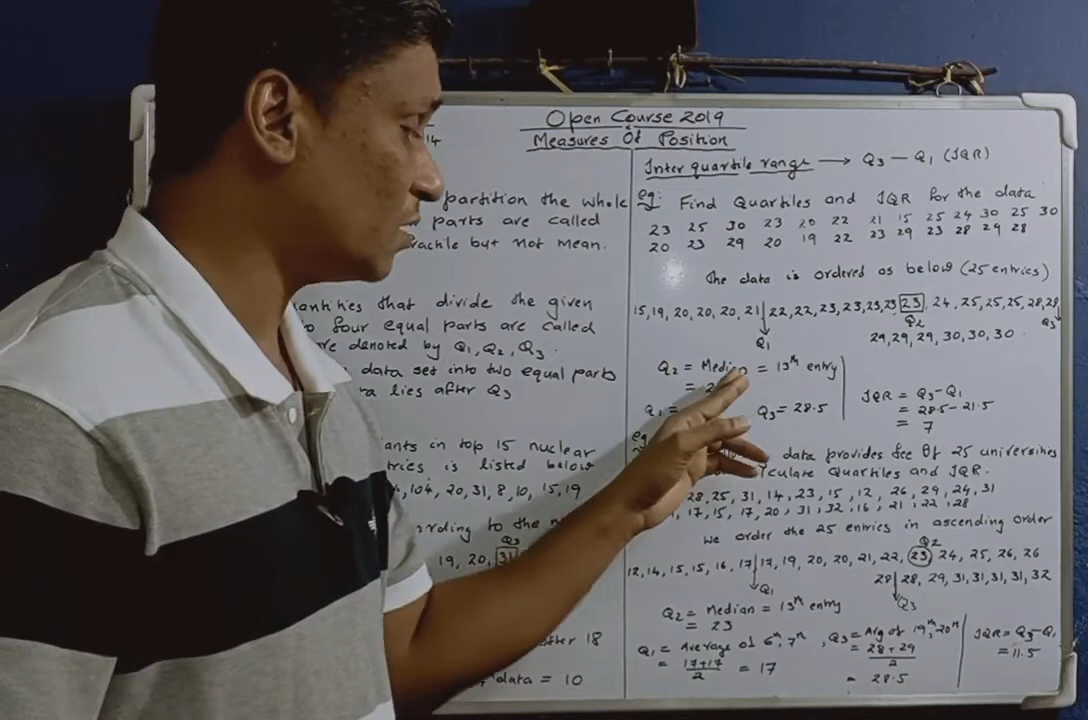 Open Course 2019
Measures Of Position
14
partition the whole
parts are called
but not mean.
that divide the given
four equal parts are called
denoted by Q1, Q2, Q3.
data set into two equal parts
lies after Q3
in top 15 nuclear
is listed below
104, 20, 31, 8, 10, 15, 19
to the
Q3
19, 20, 31
after 18
data = 10
Inter quartile range → Q3 – Q1 (IQR)
eg: Find Quartiles and IQR for the data
23 25 30 23 20 22 21 15 25 24 30 25 30
20 23 29 20 19 22 23 29 23 28 29 28
The data is ordered as below (25 entries)
15, 19, 20, 20, 20, 21 22, 22, 23, 23, 23, 23 23, 24, 25, 25, 25, 28, 28,
Q1 Q2 Q3
29, 29, 29, 30, 30, 30
Q2 = Median = 13th entry
Q1 = Q3 = 28.5
IQR = Q3-Q1
= 28.5-21.5
= 7
eg
data provides fee of 25 universities
Quartiles and IQR.
28, 25, 31, 14, 23, 15, 12, 26, 29, 24, 31
17, 15, 17, 20, 31, 32, 16, 21, 22, 28
we order the 25 entries in ascending order
Q2
12, 14, 15, 15, 16, 17 17, 19, 20, 20, 21, 22, 23 24, 25, 26, 26
28 28, 29, 31, 31, 31, 31, 32
Q1 Q3
Q2 = Median = 13th entry
= 23
Q1 = Average of 6th, 7th, Q3 = Avg of 19th, 20th
= 17+17/2 = 17
= 28+29/2
= 28.5
IQR = Q3-Q1
= 11.5